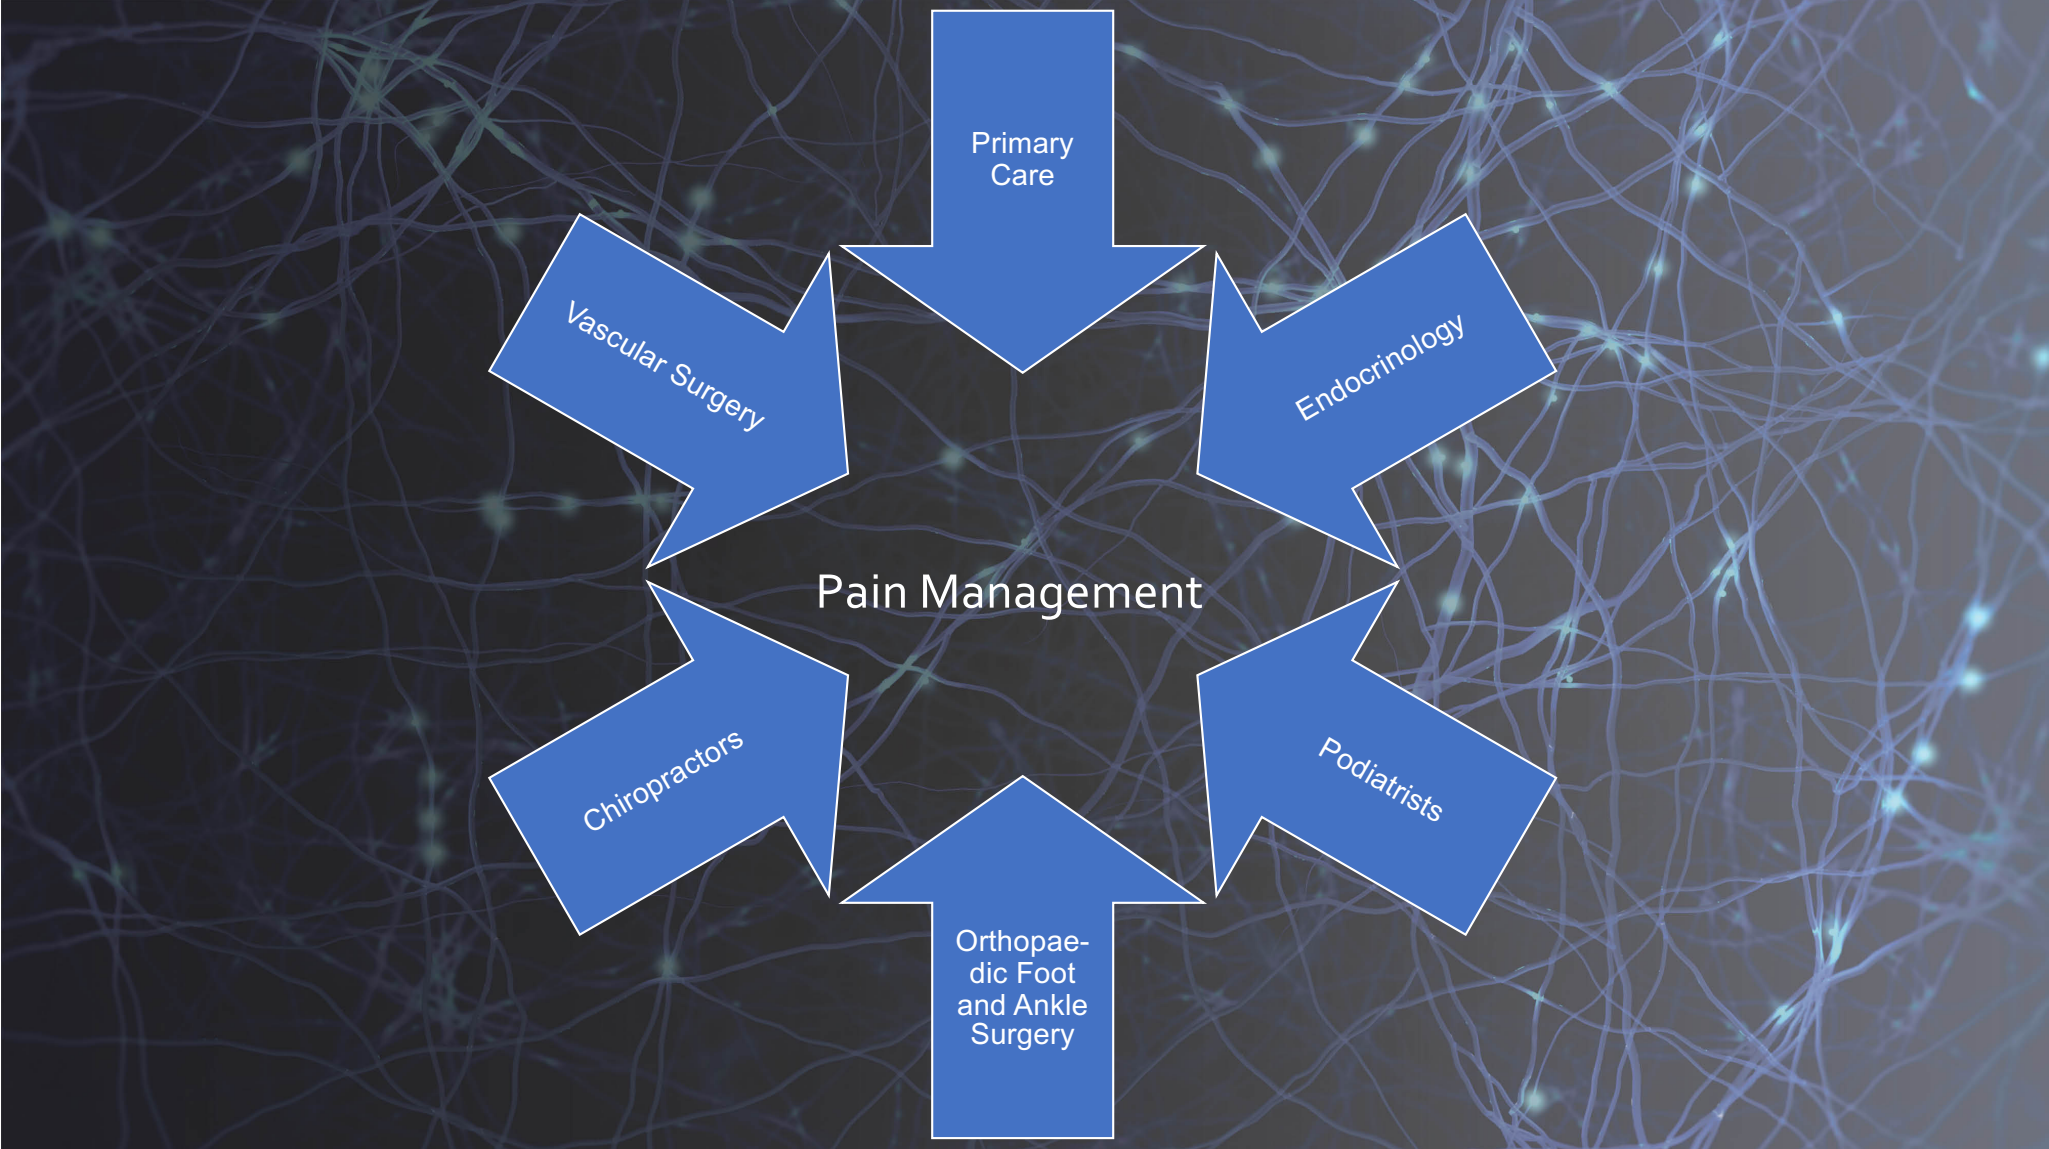 Primary
Care
Endocrinology
Podiatrists
Orthopae-
dic Foot
and Ankle
Surgery
Chiropractors
Vascular Surgery
Pain Management